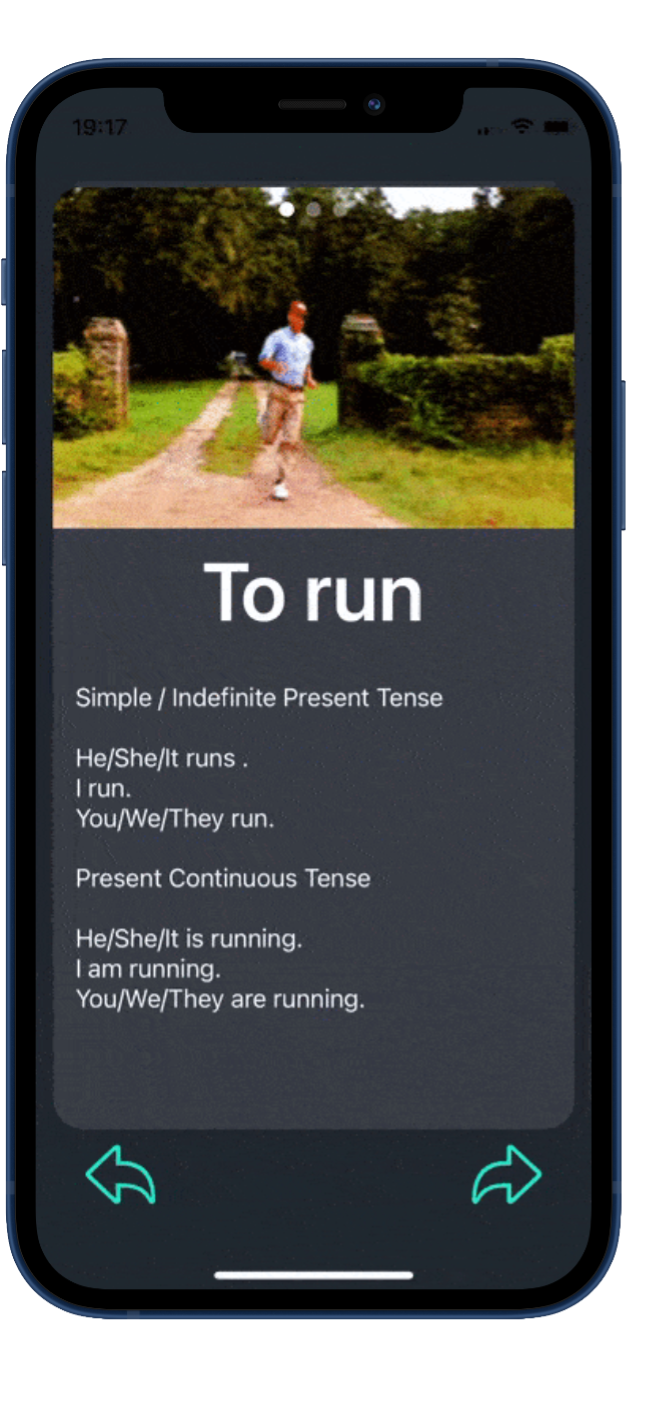 19:17
To run
Simple / Indefinite Present Tense
He/She/It runs .
I run.
You/We/They run.
Present Continuous Tense
He/She/It is running.
I am running.
You/We/They are running.